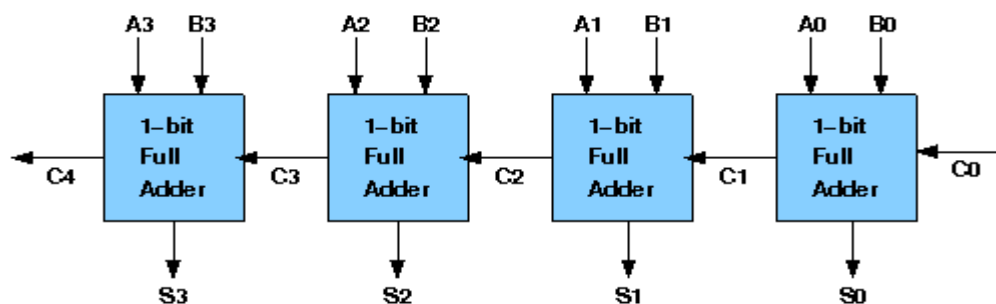 A3 B3 A2 B2 A1 B1 A0 B0
1-bit
Full
Adder
1-bit
Full
Adder
1-bit
Full
Adder
1-bit
Full
Adder
C4 C3 C2 C1 C0
S3 S2 S1 S0